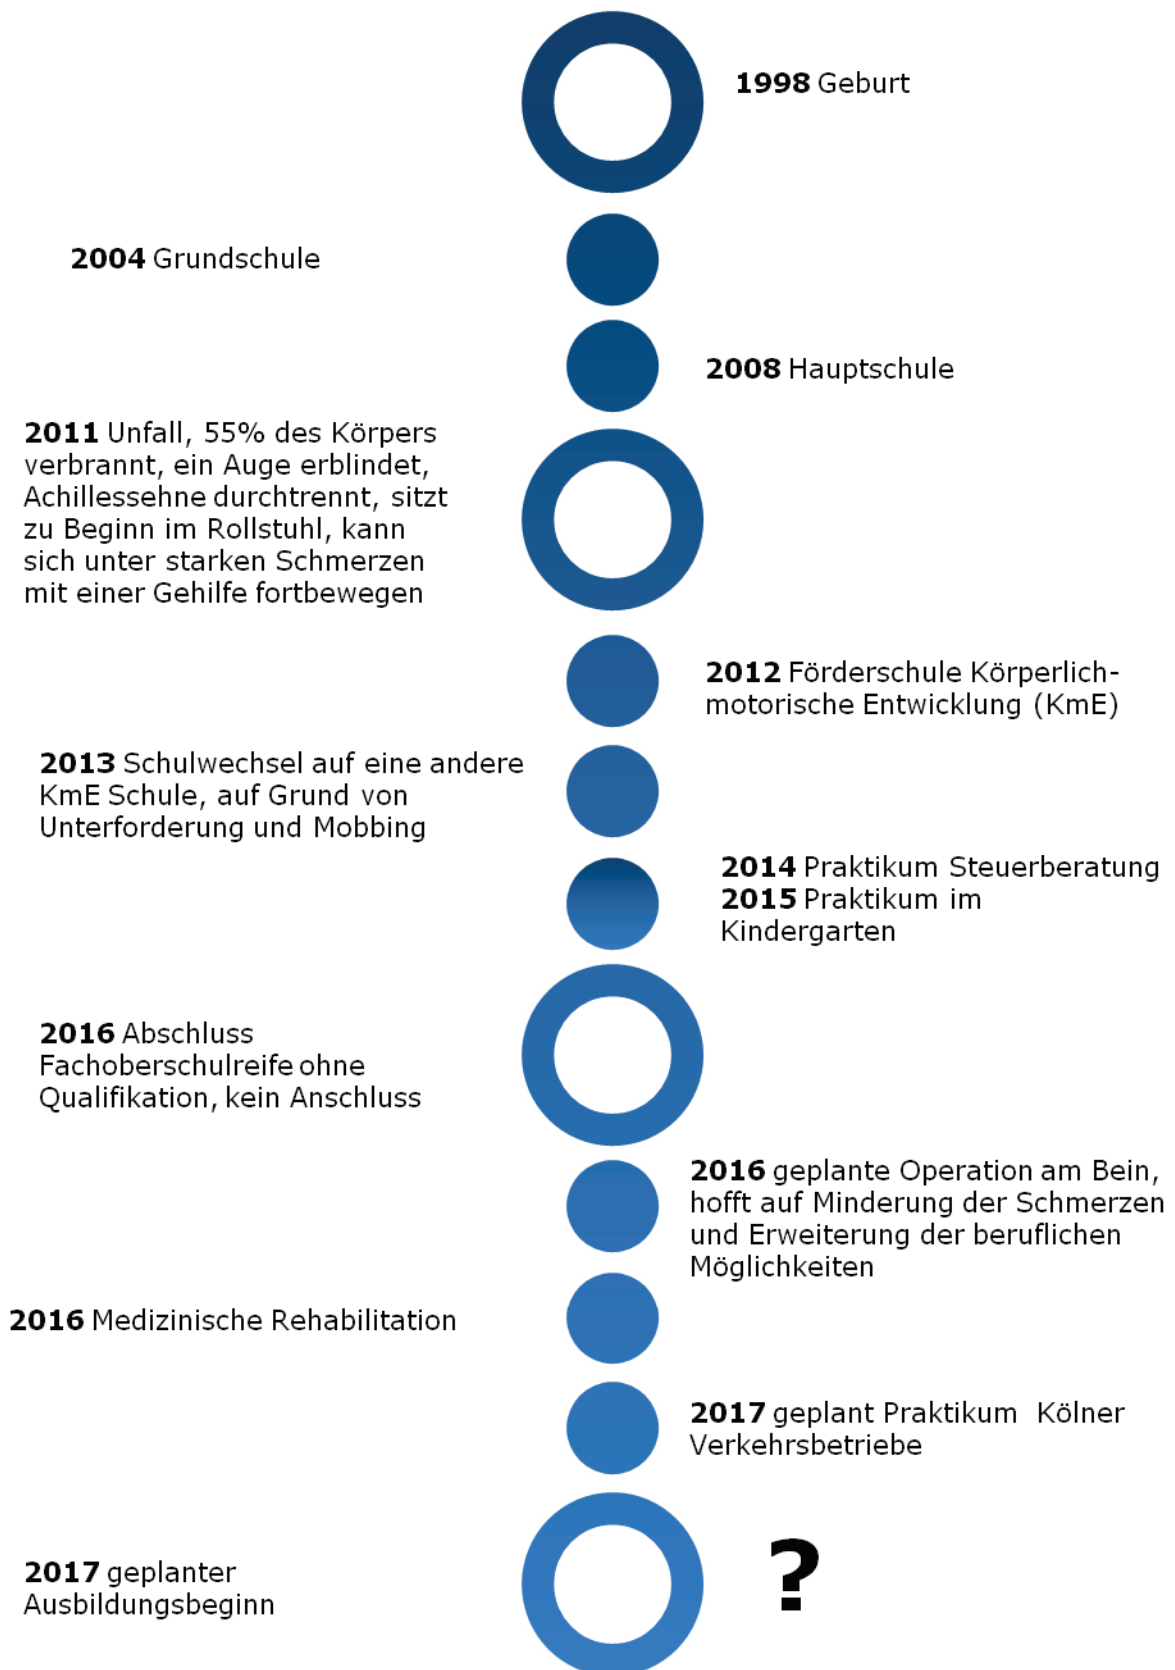 1998 Geburt
2004 Grundschule
2008 Hauptschule
2011 Unfall, 55% des Körpers
verbrannt, ein Auge erblindet,
Achillessehne durchtrennt, sitzt
zu Beginn im Rollstuhl, kann
sich unter starken Schmerzen
mit einer Gehilfe fortbewegen
2012 Förderschule Körperlich-
motorische Entwicklung (KmE)
2013 Schulwechsel auf eine andere
KmE Schule, auf Grund von
Unterforderung und Mobbing
2014 Praktikum Steuerberatung
2015 Praktikum im
Kindergarten
2016 Abschluss
Fachoberschulreife ohne
Qualifikation, kein Anschluss
2016 geplante Operation am Bein,
hofft auf Minderung der Schmerzen
und Erweiterung der beruflichen
Möglichkeiten
2016 Medizinische Rehabilitation
2017 geplant Praktikum Kölner
Verkehrsbetriebe
2017 geplanter
Ausbildungsbeginn
?